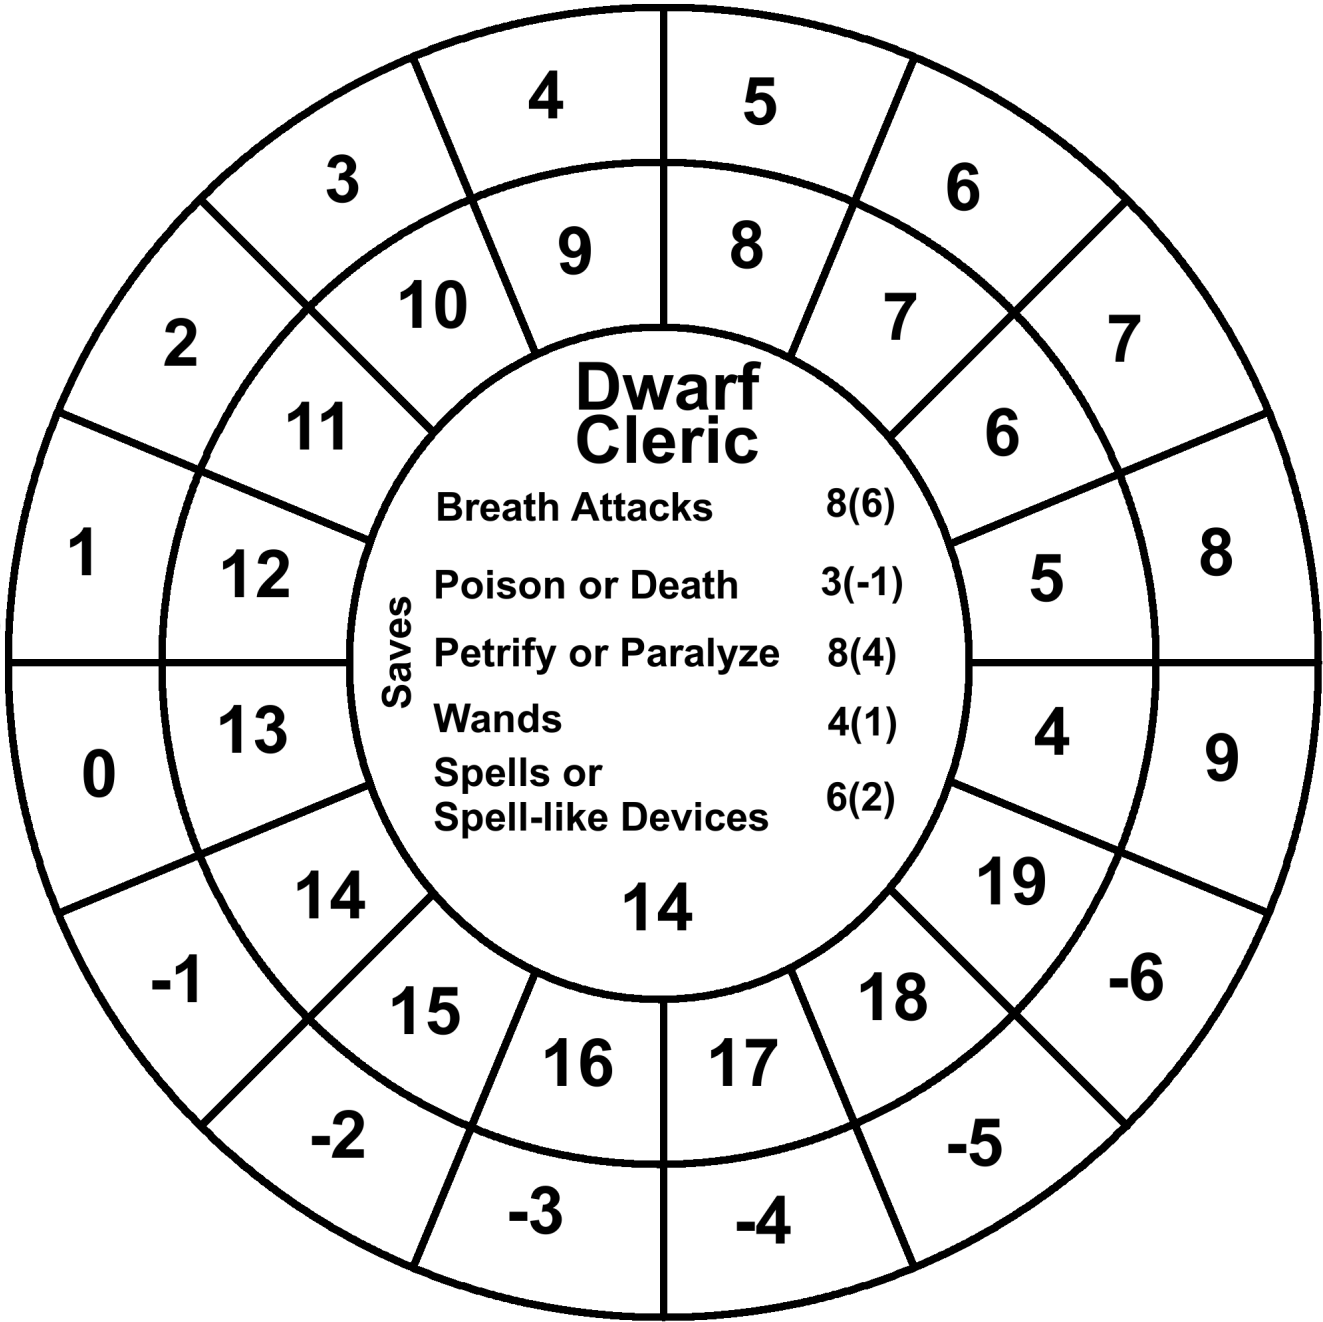 4 5
3 6
9 8
2 10 7 7
11 6
Dwarf
Cleric
Breath Attacks 8(6)
1 12 5 8
Poison or Death 3(-1)
Saves
Petrify or Paralyze 8(4)
Wands 4(1)
0 13 4 9
Spells or
Spell-like Devices 6(2)
14 14 19
-1 15 18 -6
16 17
-2 -5
-3 -4